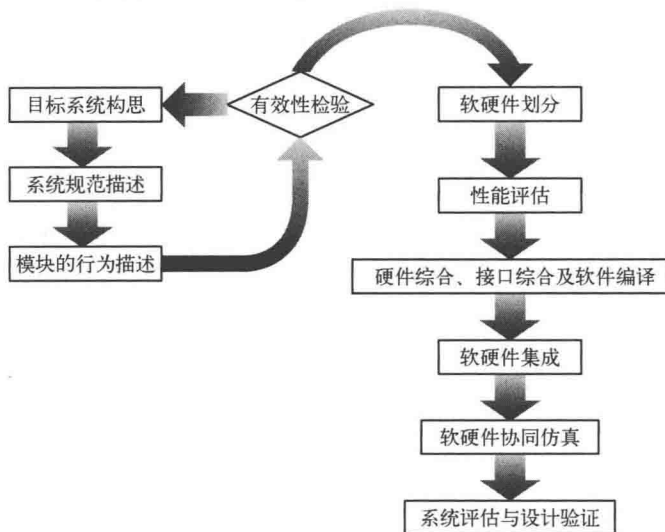 目标系统构思
有效性检验
软硬件划分
系统规范描述
性能评估
模块的行为描述
硬件综合、接口综合及软件编译
软硬件集成
软硬件协同仿真
系统评估与设计验证